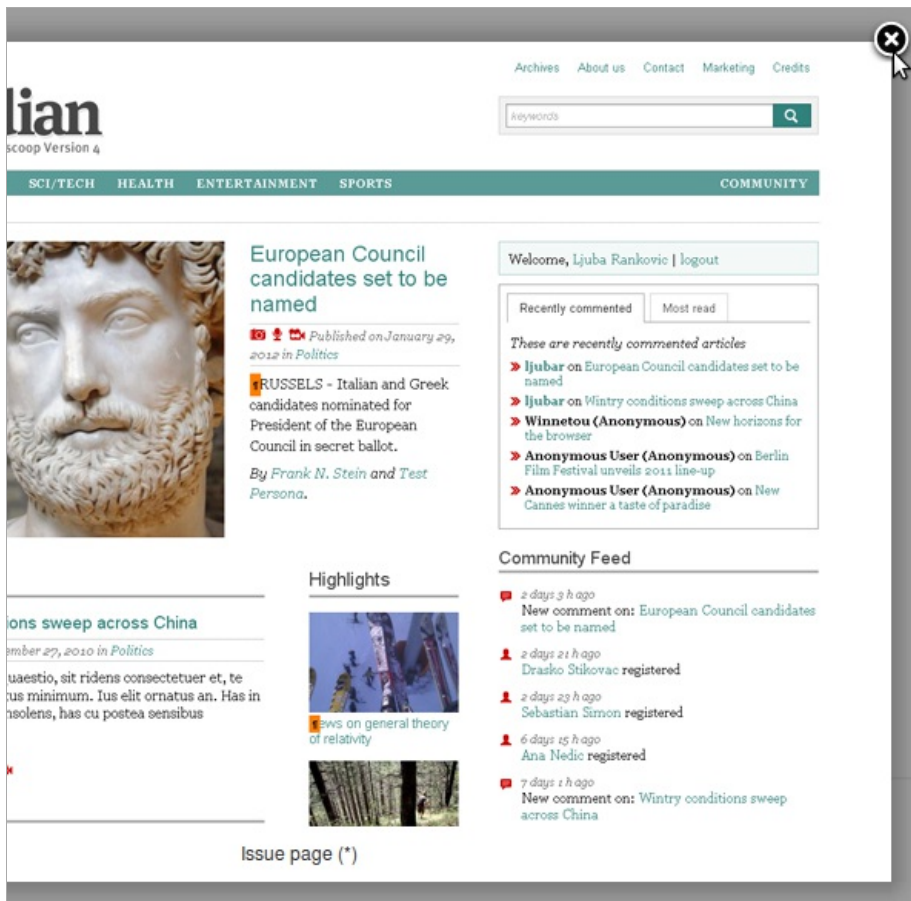 Archives About us Contact Marketing Credits
keywords
lian
scoop Version 4
SCI/TECH HEALTH ENTERTAINMENT SPORTS COMMUNITY
European Council
candidates set to be
named
Published on January 29,
2012 in Politics
¶RUSSELS - Italian and Greek
candidates nominated for
President of the European
Council in secret ballot.
By Frank N. Stein and Test
Persona.
Welcome, Ljuba Rankovic | logout
Recently commented Most read
These are recently commented articles
ljubar on European Council candidates set to be
named
ljubar on Wintry conditions sweep across China
Winnetou (Anonymous) on New horizons for
the browser
Anonymous User (Anonymous) on Berlin
Film Festival unveils 2011 line-up
Anonymous User (Anonymous) on New
Cannes winner a taste of paradise
ions sweep across China
ember 27, 2010 in Politics
uaestio, sit ridens consectetuer et, te
tus minimum. Ius elit ornatus an. Has in
nsolens, has cu postea sensibus
Highlights
¶ews on general theory
of relativity
Community Feed
2 days 3 h ago
New comment on: European Council candidates
set to be named
2 days 21 h ago
Drasko Stikovac registered
2 days 23 h ago
Sebastian Simon registered
6 days 15 h ago
Ana Nedic registered
7 days 1 h ago
New comment on: Wintry conditions sweep
across China
Issue page (*)